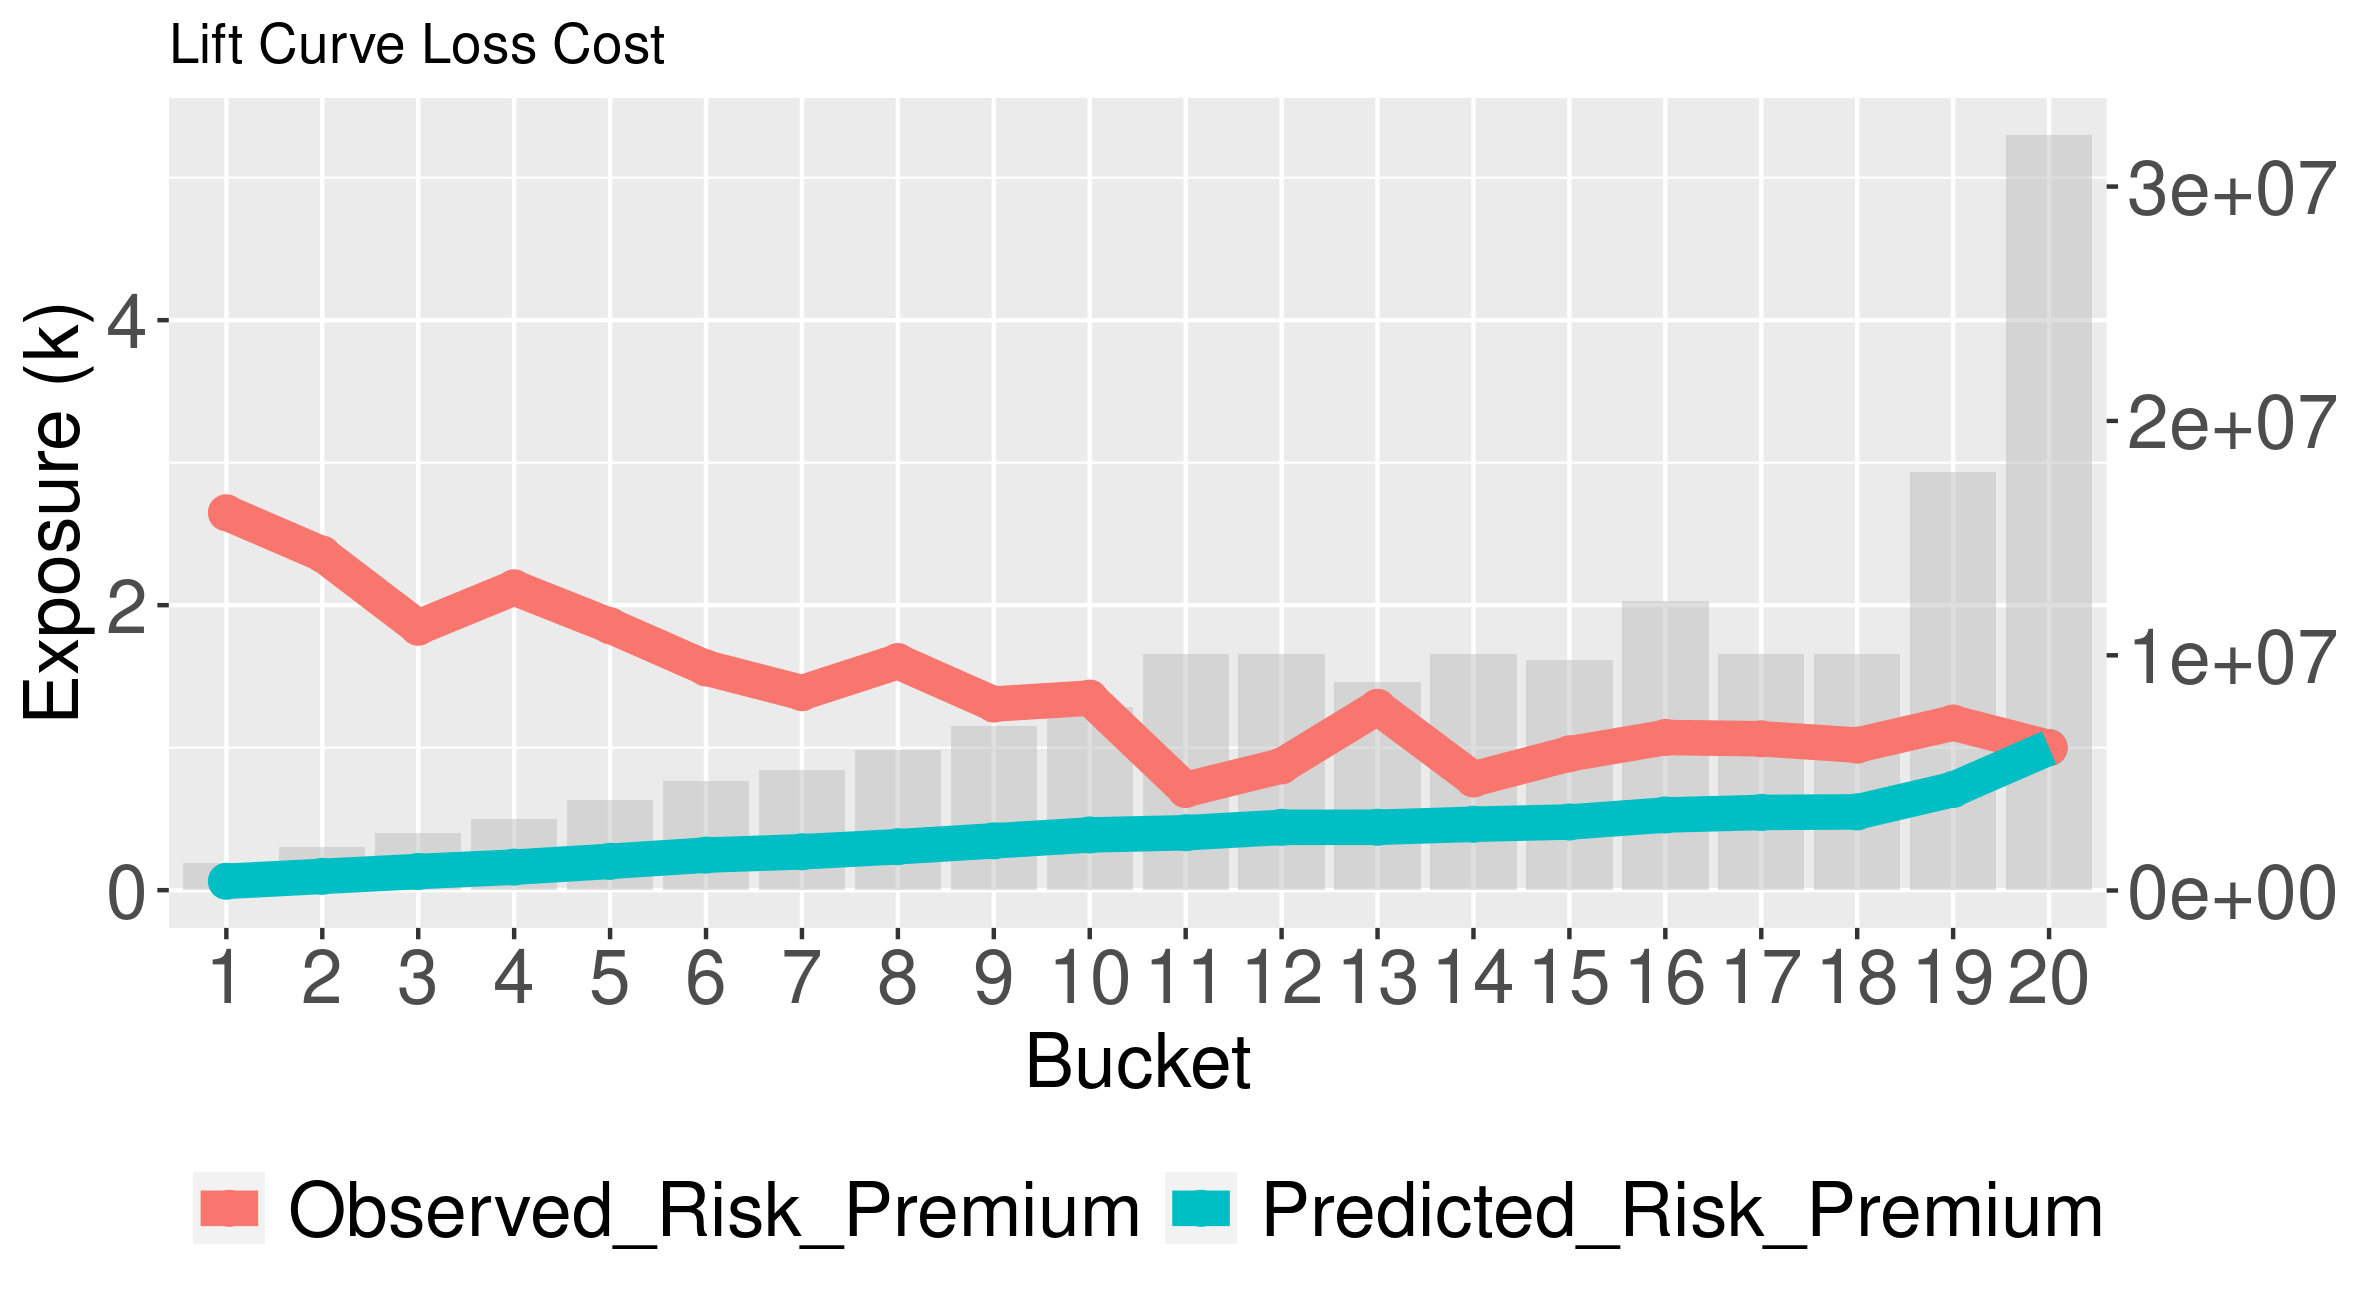 Lift Curve Loss Cost
Exposure (k)
4
2
0
3e+07
2e+07
1e+07
0e+00
1 2 3 4 5 6 7 8 9 10 11 12 13 14 15 16 17 18 19 20
Bucket
Observed_Risk_Premium Predicted_Risk_Premium